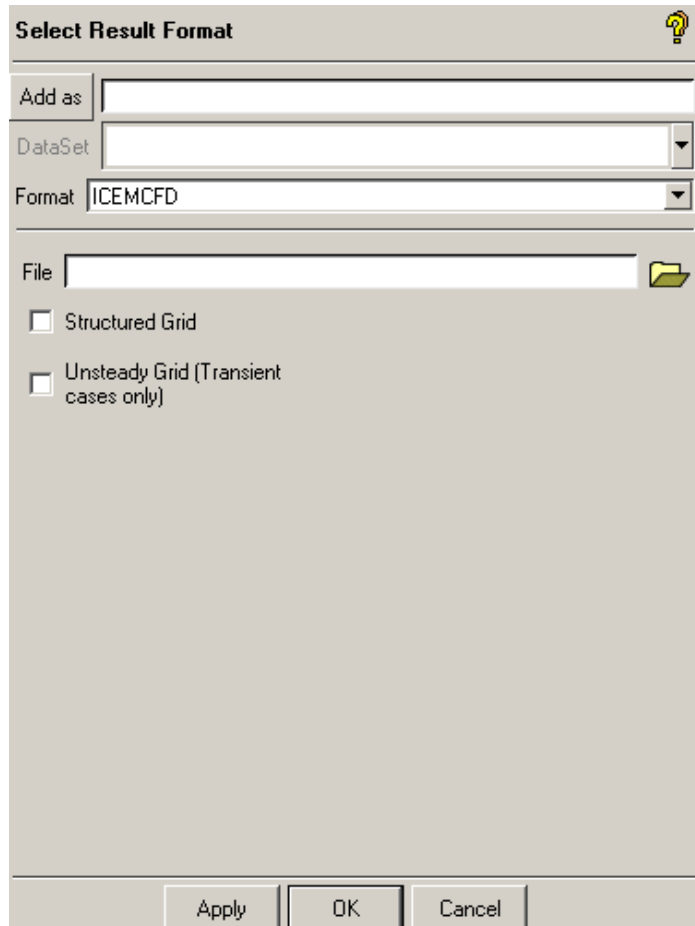 Select Result Format
Add as
DataSet
Format ICEMCFD
File
Structured Grid
Unsteady Grid (Transient
cases only)
Apply OK Cancel